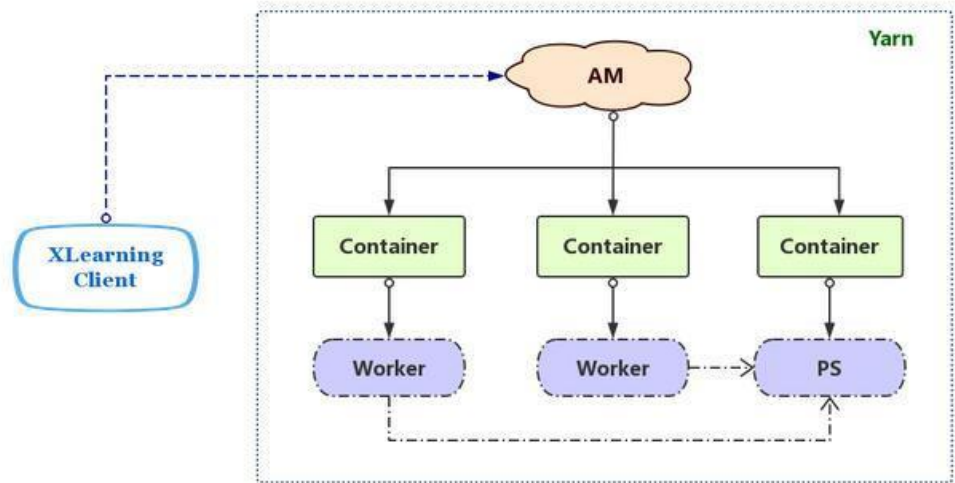 Yarn
AM
XLearning
Client
Container
Container
Container
Worker
Worker
PS